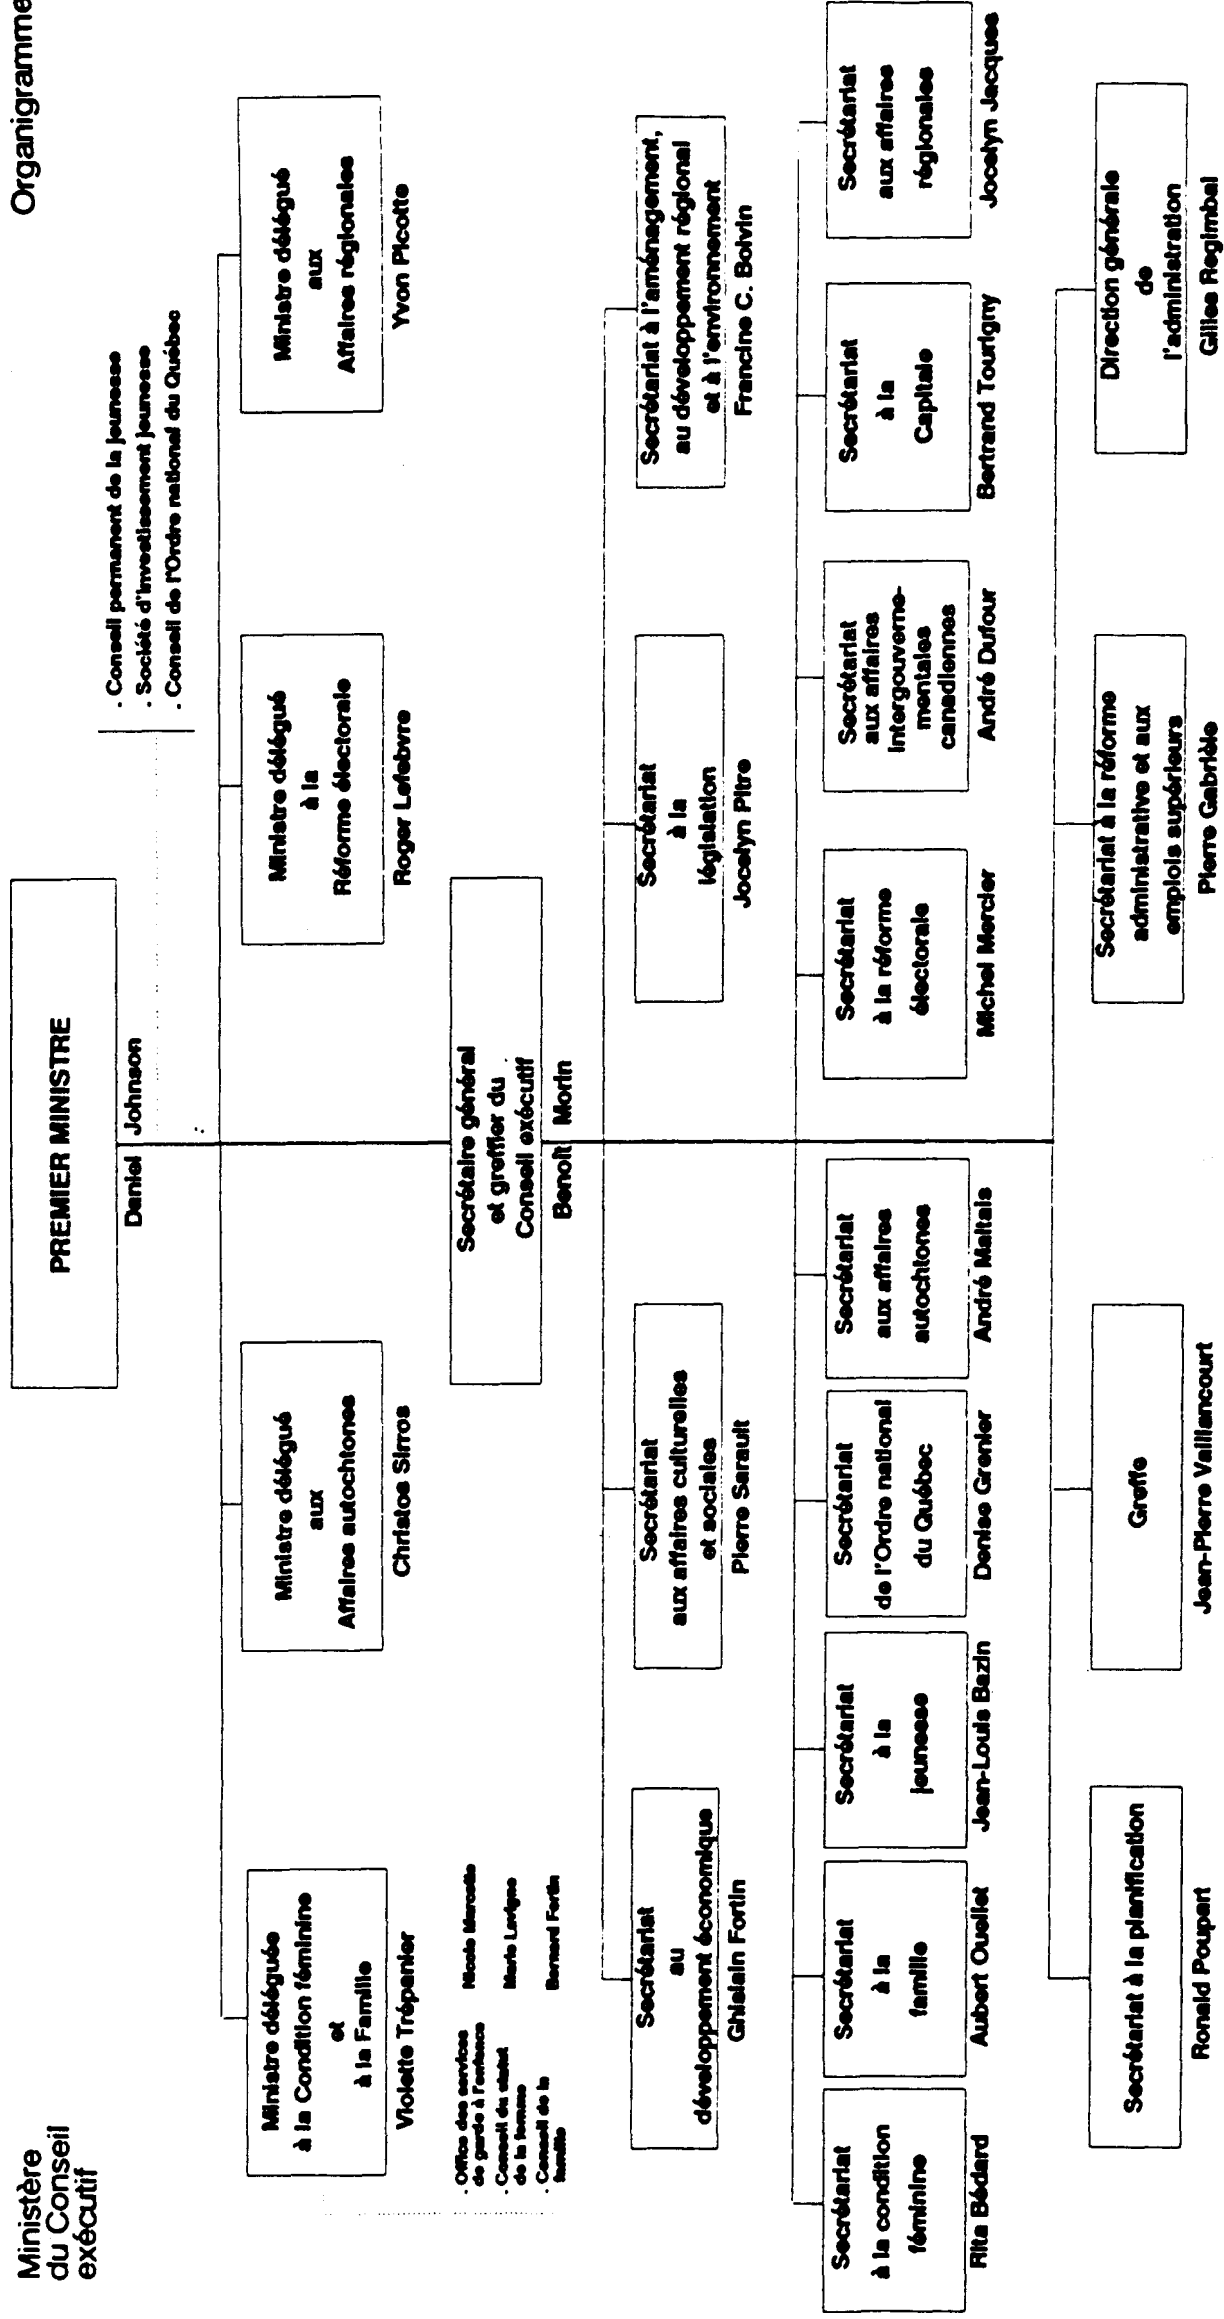 Ministère
du Conseil
exécutif
Organigramme
PREMIER MINISTRE
Daniel Johnson
. Conseil permanent de la jeunesse
. Société d'investissement jeunesse
. Conseil de l'Ordre national du Québec
Ministre déléguée
à la Condition féminine
et
à la Famille
Violette Trépanier
Ministre délégué
aux
Affaires autochtones
Christos Sirros
Ministre délégué
à la
Réforme électorale
Roger Lefebvre
Ministre délégué
aux
Affaires régionales
Yvon Picotte
. Office des services
de garde à l'enfance
Nicole Marcotte
. Conseil du statut
de la femme
Marie Lavigne
. Conseil de la
famille
Bernard Fortin
Secrétaire général
et greffier du
Conseil exécutif
Benoît Morin
Secrétariat
au
développement économique
Ghislain Fortin
Secrétariat
aux affaires culturelles
et sociales
Pierre Sarault
Secrétariat
à la
législation
Jocelyn Pitre
Secrétariat à l'aménagement,
au développement régional
et à l'environnement
Francine C. Boivin
Secrétariat
à la condition
féminine
Rita Bédard
Secrétariat
à la
famille
Aubert Ouellet
Secrétariat
à la
jeunesse
Jean-Louis Bazin
Secrétariat
de l'Ordre national
du Québec
Denise Grenier
Secrétariat
aux affaires
autochtones
André Maltais
Secrétariat
à la réforme
électorale
Michel Mercier
Secrétariat
aux affaires
intergouverne-
mentales
canadiennes
André Dufour
Secrétariat
à la
Capitale
Bertrand Tourigny
Secrétariat
aux affaires
régionales
Jocelyn Jacques
Secrétariat à la planification
Ronald Poupart
Greffe
Jean-Pierre Vaillancourt
Secrétariat à la réforme
administrative et aux
emplois supérieurs
Pierre Gabrièle
Direction générale
de
l'administration
Gilles Regimbal